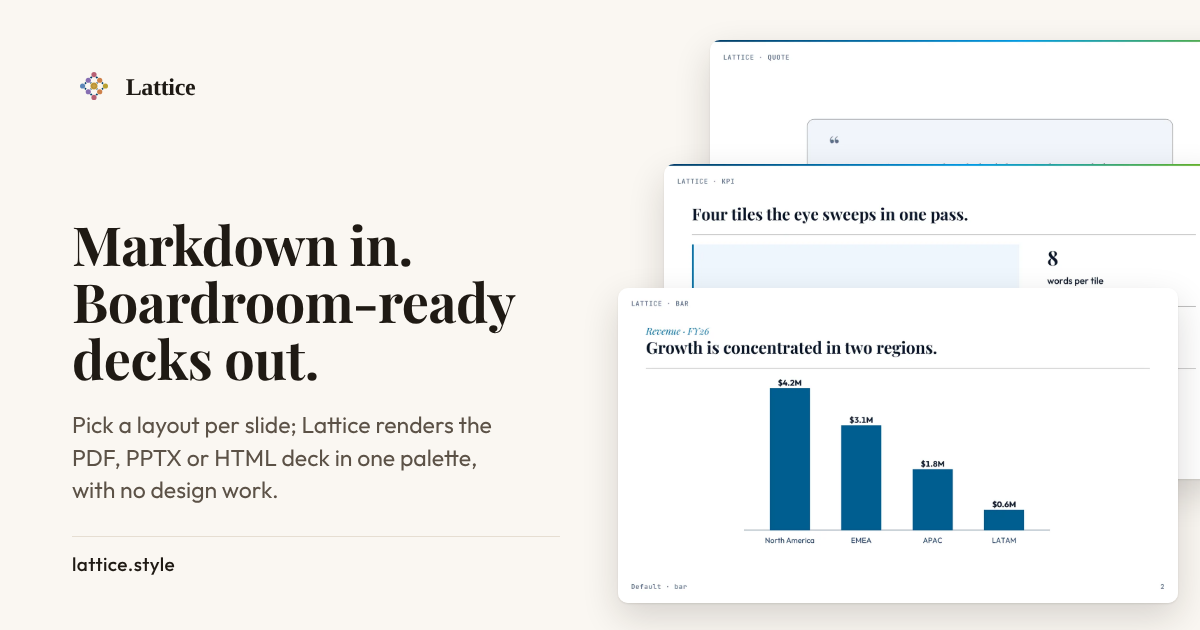 Lattice
Markdown in.
Boardroom-ready
decks out.
Pick a layout per slide; Lattice renders the
PDF, PPTX or HTML deck in one palette,
with no design work.
lattice.style
LATTICE · QUOTE
“
LATTICE · KPI
Four tiles the eye sweeps in one pass.
8
words per tile
LATTICE · BAR
Revenue · FY26
Growth is concentrated in two regions.
$4.2M
$3.1M
$1.8M
$0.6M
North America EMEA APAC LATAM
Default · bar 2